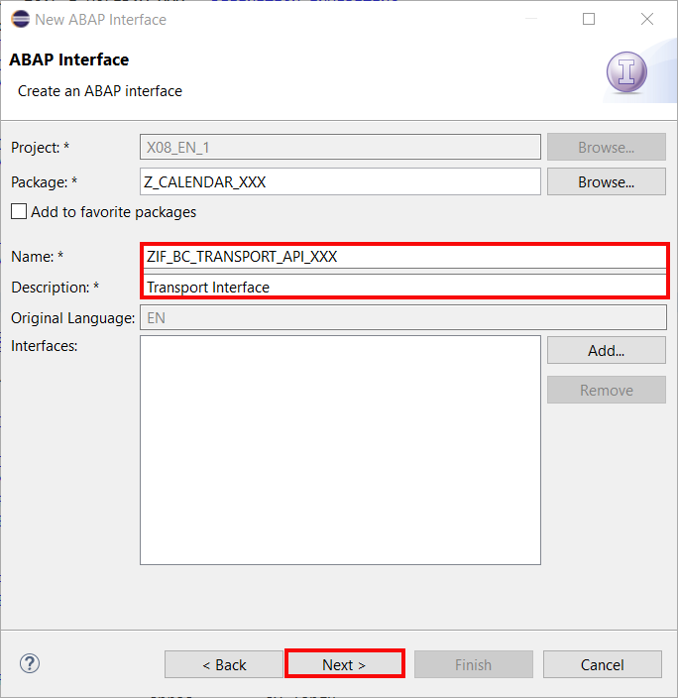 New ABAP Interface
ABAP Interface
Create an ABAP interface
Project: * X08_EN_1 Browse...
Package: * Z_CALENDAR_XXX Browse...
Add to favorite packages
Name: * ZIF_BC_TRANSPORT_API_XXX
Description: * Transport Interface
Original Language: EN
Interfaces: Add...
Remove
< Back Next > Finish Cancel